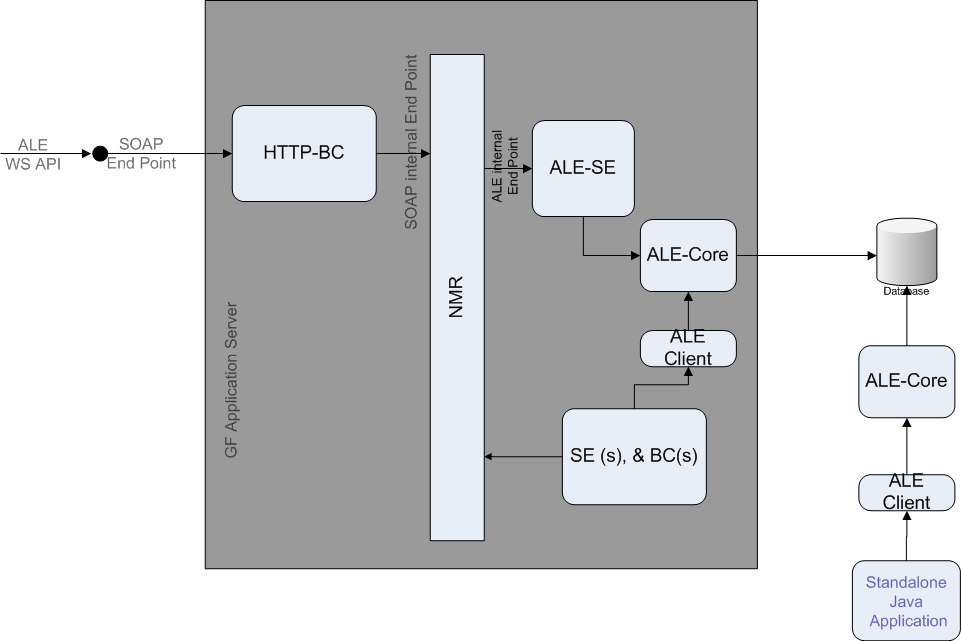 ALE
WS API
SOAP
End Point
HTTP-BC
SOAP internal End Point
NMR
ALE internal
End Point
ALE-SE
ALE-Core
ALE
Client
SE (s), & BC(s)
GF Application Server
Database
ALE-Core
ALE
Client
Standalone
Java
Application